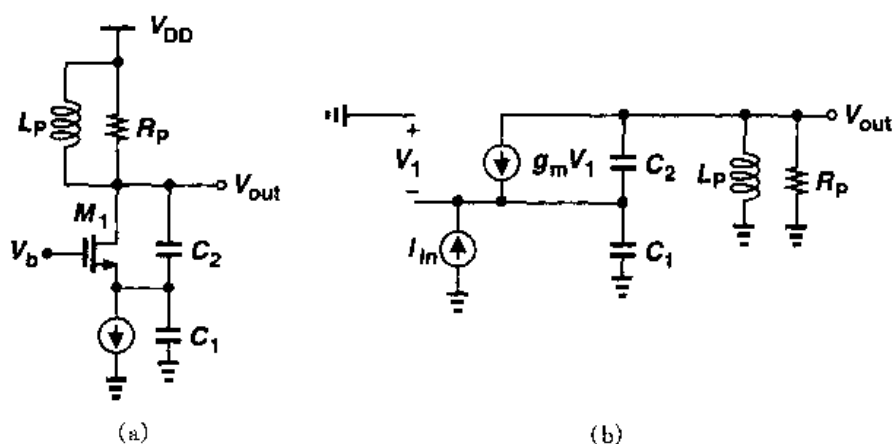 V_DD
L_P
R_P
V_out
M_1
V_b
C_2
C_1
(a)
+
V_1
−
g_mV_1
C_2
L_P
R_P
V_out
I_in
C_1
(b)